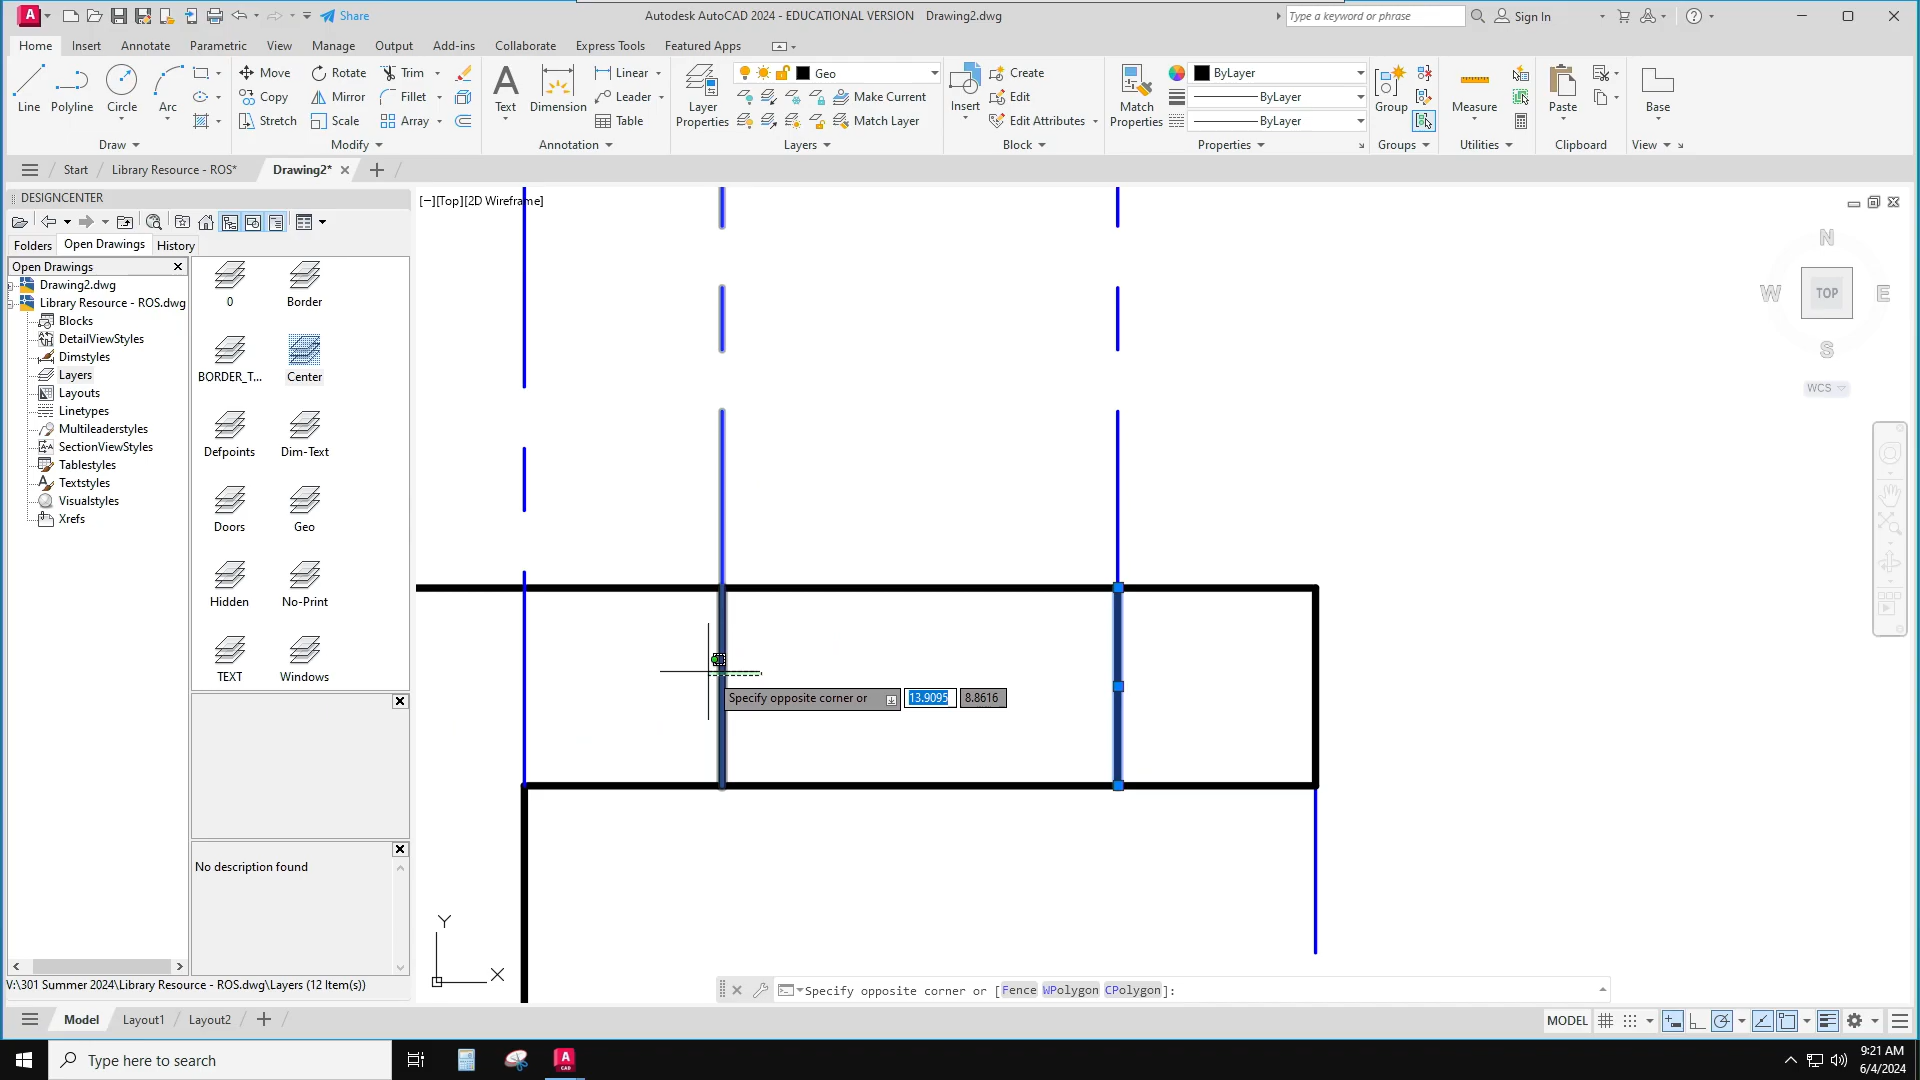 Share
Autodesk AutoCAD 2024 - EDUCATIONAL VERSION Drawing2.dwg
Type a keyword or phrase
Sign In
Home Insert Annotate Parametric View Manage Output Add-ins Collaborate Express Tools Featured Apps
Line Polyline Circle Arc
Move Rotate Trim
Copy Mirror Fillet
Stretch Scale Array
Text Dimension
Linear
Leader
Table
Layer Properties
Geo
Make Current
Match Layer
Insert
Create
Edit
Edit Attributes
Match Properties
ByLayer
ByLayer
ByLayer
Group
Measure
Paste
Base
Draw Modify Annotation Layers Block Properties Groups Utilities Clipboard View
Start Library Resource - ROS* Drawing2*
DESIGNCENTER
Folders Open Drawings History
Open Drawings
Drawing2.dwg
Library Resource - ROS.dwg
Blocks
DetailViewStyles
Dimstyles
Layers
Layouts
Linetypes
Multileaderstyles
SectionViewStyles
Tablestyles
Textstyles
Visualstyles
Xrefs
0 Border
BORDER_T... Center
Defpoints Dim-Text
Doors Geo
Hidden No-Print
TEXT Windows
No description found
V:\301 Summer 2024\Library Resource - ROS.dwg\Layers (12 Item(s))
[−][Top][2D Wireframe]
N
W TOP E
S
WCS
Specify opposite corner or 13.9095 8.8616
Y
X
Specify opposite corner or [Fence WPolygon CPolygon]:
Model Layout1 Layout2
MODEL
Type here to search
9:21 AM
6/4/2024